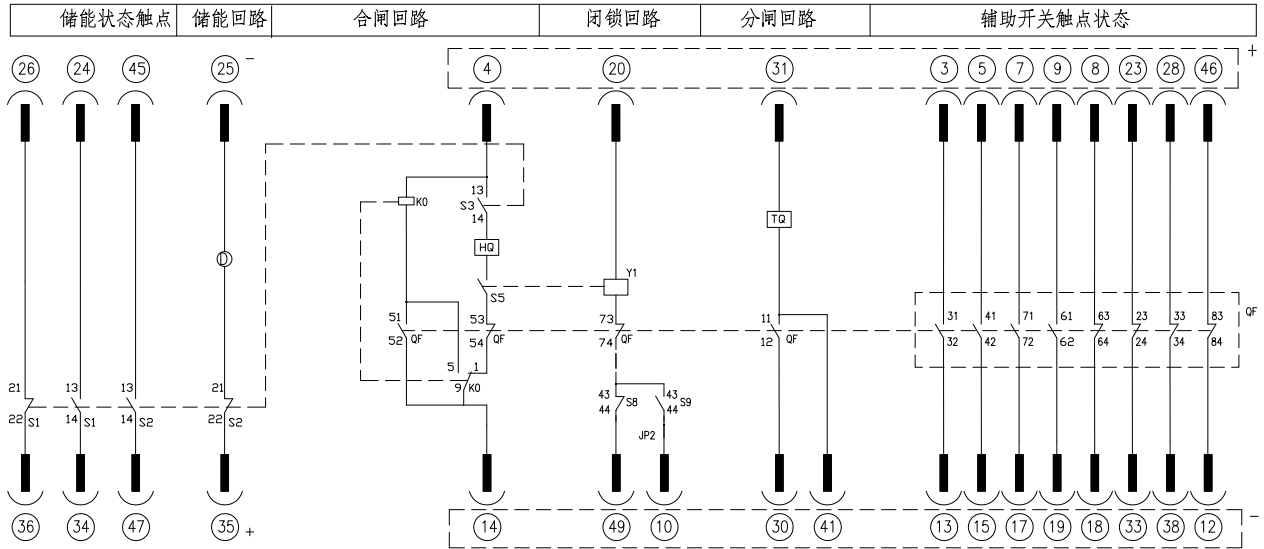 储能状态触点 储能回路 合闸回路 闭锁回路 分闸回路 辅助开关触点状态
26 24 45 25 - 4 20 31 3 5 7 9 8 23 28 46 +
13
K0 S3
14 TQ
HQ
D Y1
S5
51 53 73 11 31 41 71 61 63 23 33 83 QF
52 QF 54 QF 74 QF 12 QF 32 42 72 62 64 24 34 84
5 1
9 K0
21 13 13 21 43 S8 43 S9
22 S1 14 S1 14 S2 22 S2 44 44
JP2
36 34 47 35 + 14 49 10 30 41 13 15 17 19 18 33 38 12 -